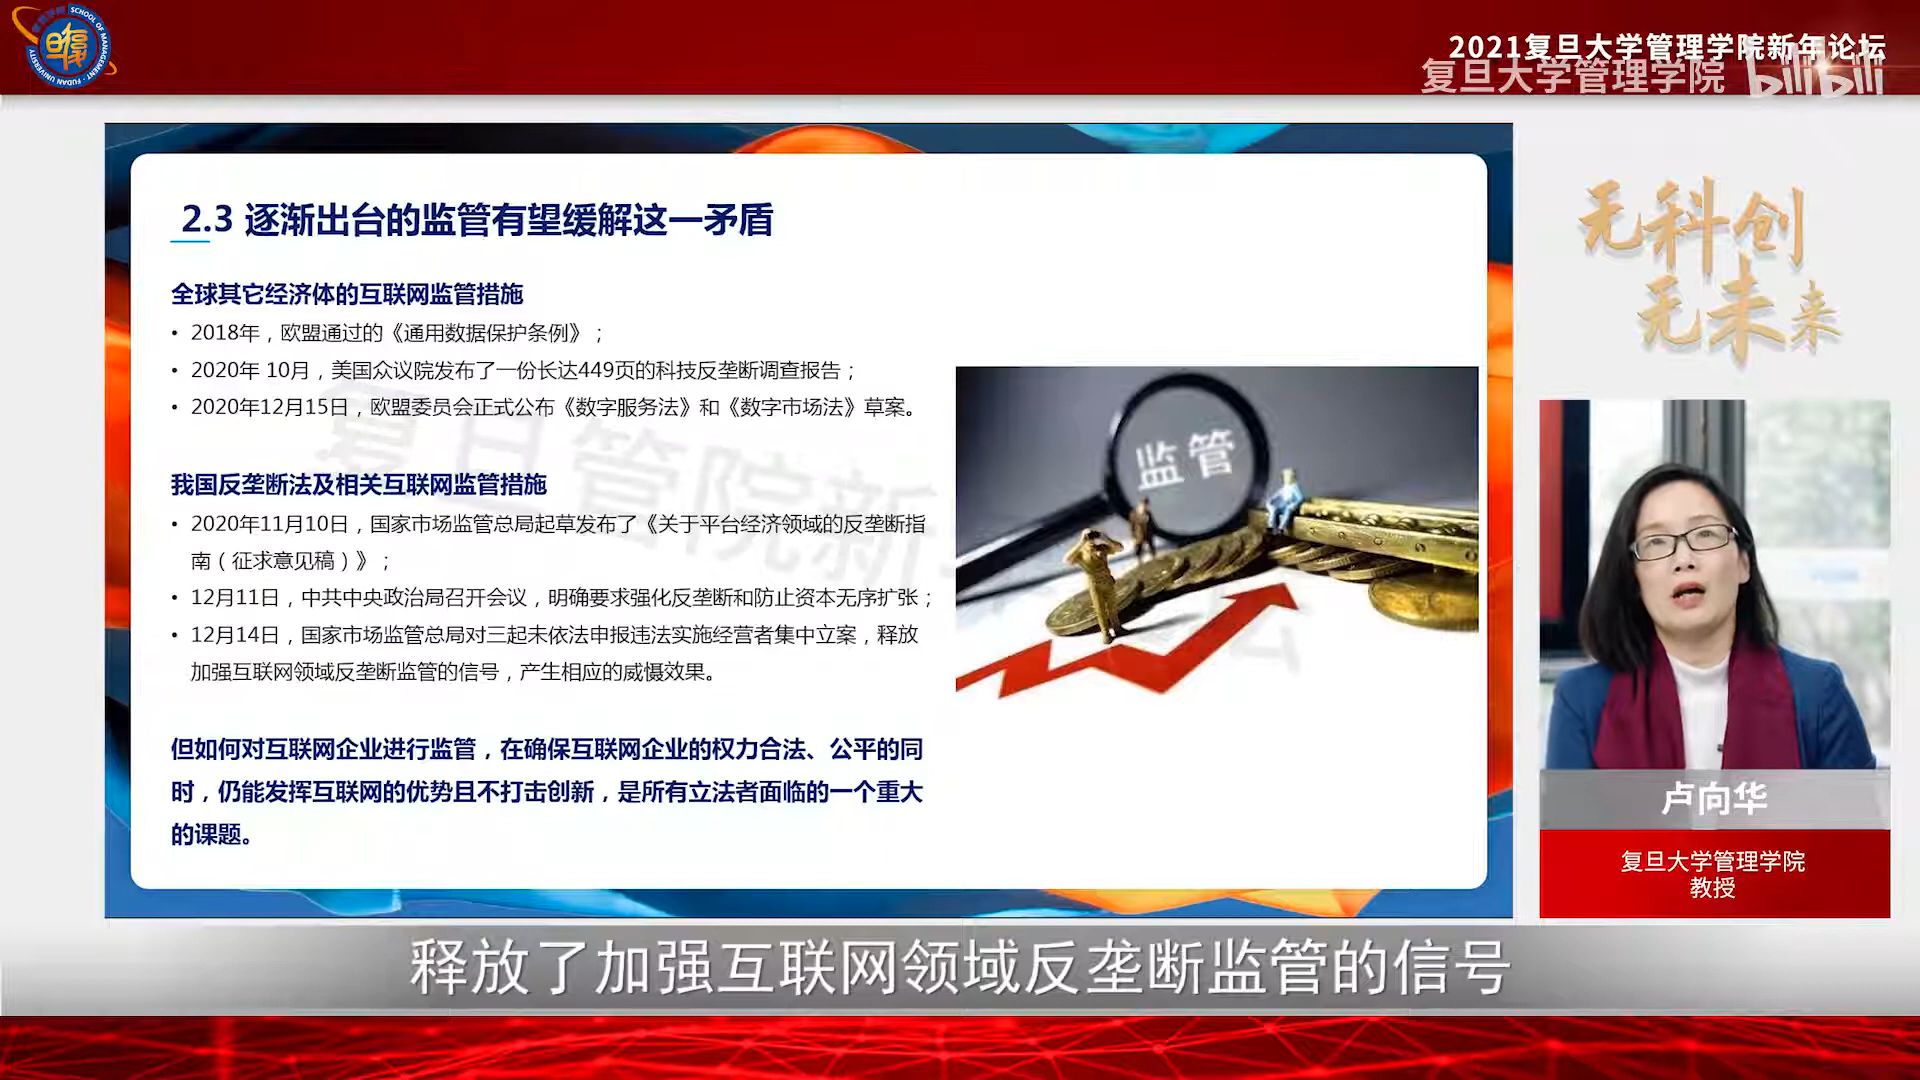 SCHOOL OF MANAGEMENT · FUDAN UNIVERSITY
2021复旦大学管理学院新年论坛
复旦大学管理学院 bilibili
2.3 逐渐出台的监管有望缓解这一矛盾
全球其它经济体的互联网监管措施
• 2018年，欧盟通过的《通用数据保护条例》；
• 2020年 10月，美国众议院发布了一份长达449页的科技反垄断调查报告；
• 2020年12月15日，欧盟委员会正式公布《数字服务法》和《数字市场法》草案。
我国反垄断法及相关互联网监管措施
• 2020年11月10日，国家市场监管总局起草发布了《关于平台经济领域的反垄断指
南（征求意见稿）》；
• 12月11日，中共中央政治局召开会议，明确要求强化反垄断和防止资本无序扩张；
• 12月14日，国家市场监管总局对三起未依法申报违法实施经营者集中立案，释放
加强互联网领域反垄断监管的信号，产生相应的威慑效果。
但如何对互联网企业进行监管，在确保互联网企业的权力合法、公平的同
时，仍能发挥互联网的优势且不打击创新，是所有立法者面临的一个重大
的课题。
复旦管院新
监管
无科创
无未来
卢向华
复旦大学管理学院
教授
释放了加强互联网领域反垄断监管的信号